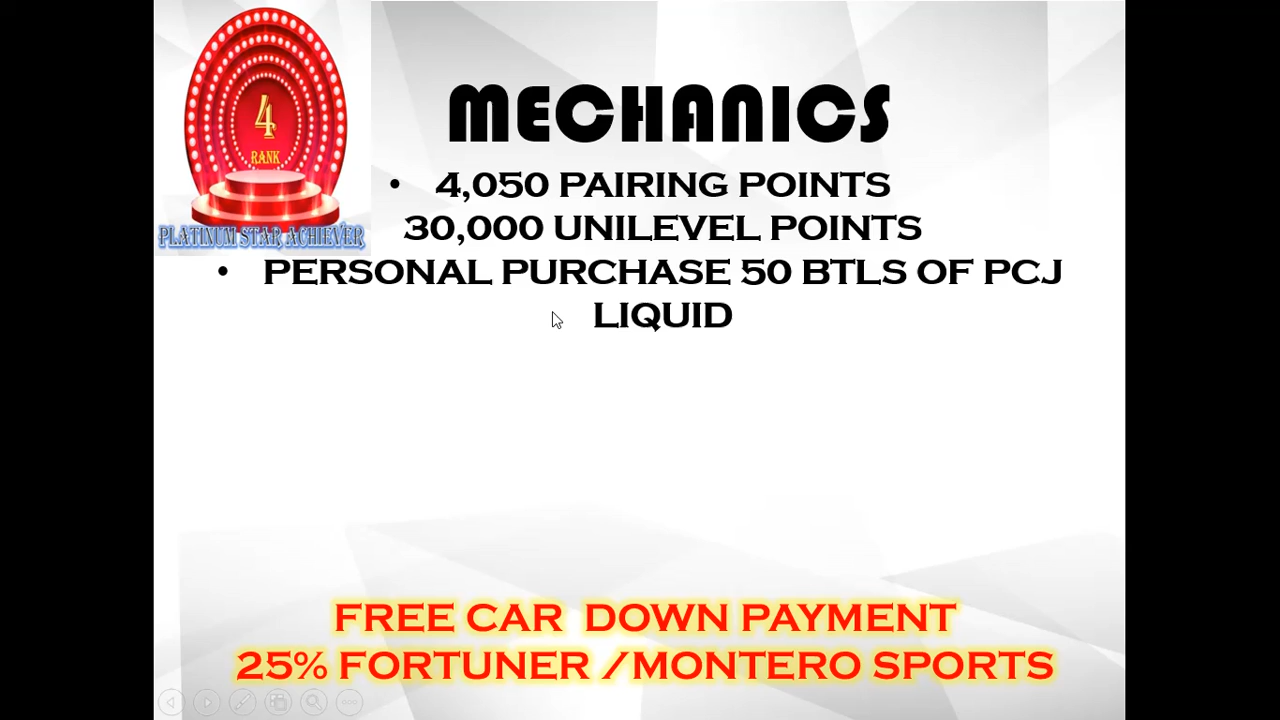 4
RANK
PLATINUM STAR ACHIEVER
MECHANICS
• 4,050 PAIRING POINTS
30,000 UNILEVEL POINTS
• PERSONAL PURCHASE 50 BTLS OF PCJ
LIQUID
FREE CAR DOWN PAYMENT
25% FORTUNER /MONTERO SPORTS